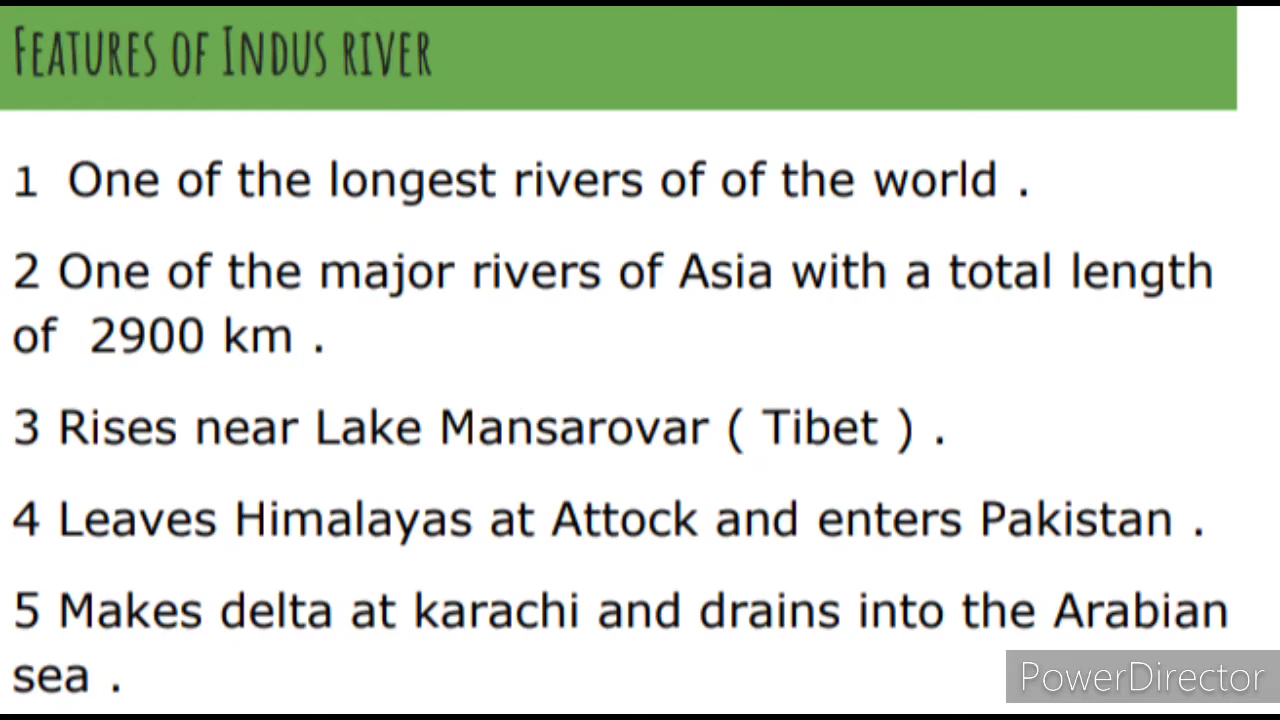 FEATURES OF INDUS RIVER
1 One of the longest rivers of of the world .
2 One of the major rivers of Asia with a total length
of 2900 km .
3 Rises near Lake Mansarovar ( Tibet ) .
4 Leaves Himalayas at Attock and enters Pakistan .
5 Makes delta at karachi and drains into the Arabian
sea .
PowerDirector